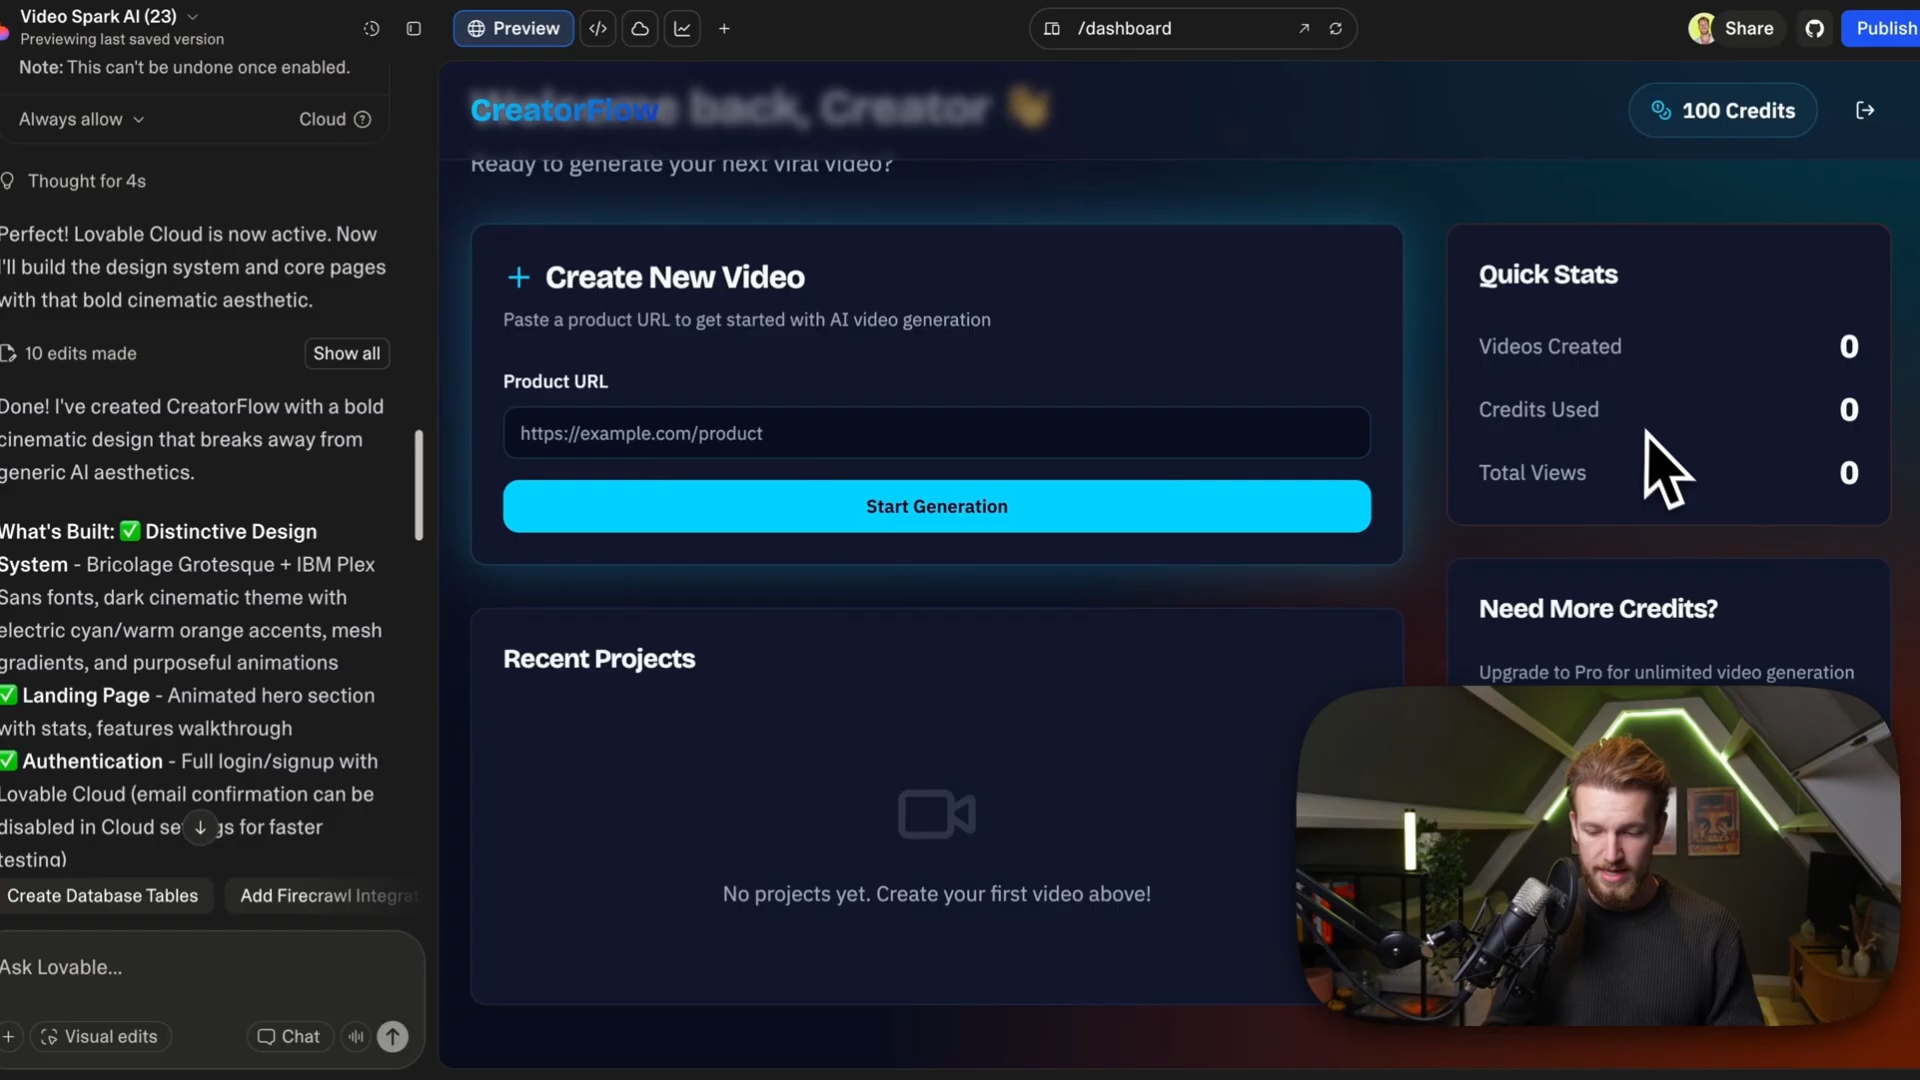 Video Spark AI (23)
Previewing last saved version
Note: This can't be undone once enabled.
Always allow
Cloud
Thought for 4s
Perfect! Lovable Cloud is now active. Now
I'll build the design system and core pages
with that bold cinematic aesthetic.
10 edits made
Show all
Done! I've created CreatorFlow with a bold
cinematic design that breaks away from
generic AI aesthetics.
What's Built: ✅ Distinctive Design
System - Bricolage Grotesque + IBM Plex
Sans fonts, dark cinematic theme with
electric cyan/warm orange accents, mesh
gradients, and purposeful animations
✅ Landing Page - Animated hero section
with stats, features walkthrough
✅ Authentication - Full login/signup with
Lovable Cloud (email confirmation can be
disabled in Cloud settings for faster
testing)
Create Database Tables
Add Firecrawl Integrat
Ask Lovable...
Visual edits
Chat
Preview
/dashboard
Share
Publish
CreatorFlow
Welcome back, Creator 👋
100 Credits
Ready to generate your next viral video?
Create New Video
Paste a product URL to get started with AI video generation
Product URL
https://example.com/product
Start Generation
Recent Projects
No projects yet. Create your first video above!
Quick Stats
Videos Created 0
Credits Used 0
Total Views 0
Need More Credits?
Upgrade to Pro for unlimited video generation